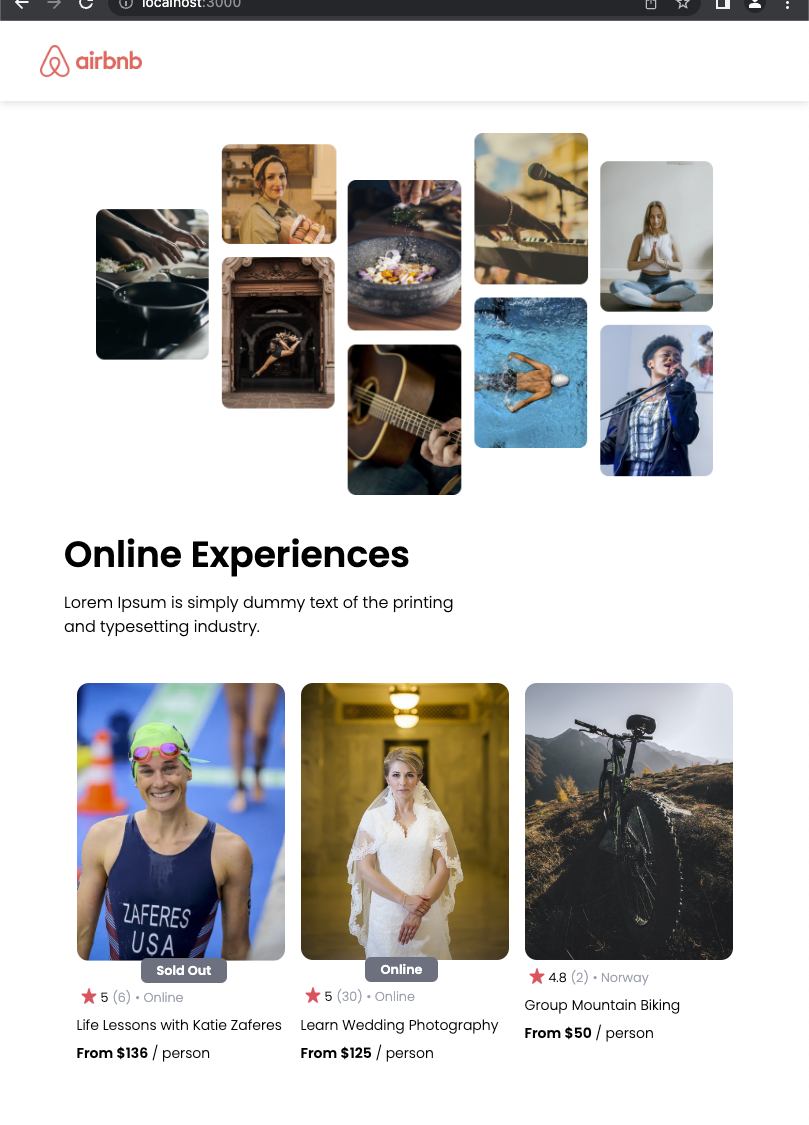 localhost:3000
airbnb
Online Experiences
Lorem Ipsum is simply dummy text of the printing
and typesetting industry.
ZAFERES
USA
Sold Out
5 (6) • Online
Life Lessons with Katie Zaferes
From $136 / person
Online
5 (30) • Online
Learn Wedding Photography
From $125 / person
4.8 (2) • Norway
Group Mountain Biking
From $50 / person